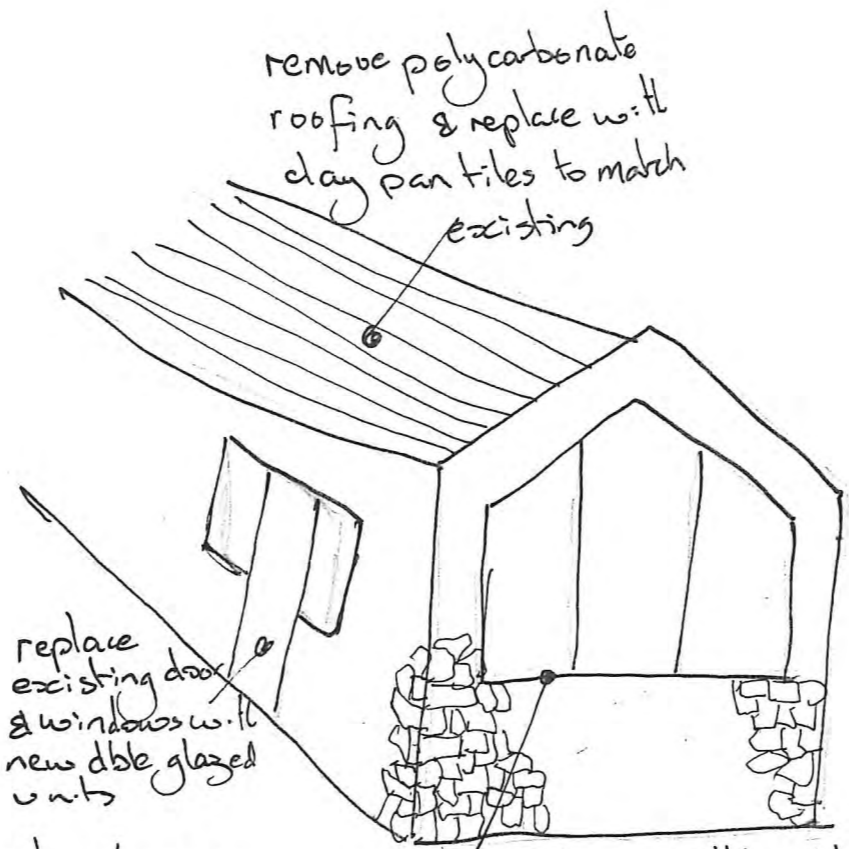 remove polycarbonate
roofing & replace with
clay pan tiles to match
existing
replace
existing door
& windows with
new dble glazed
units